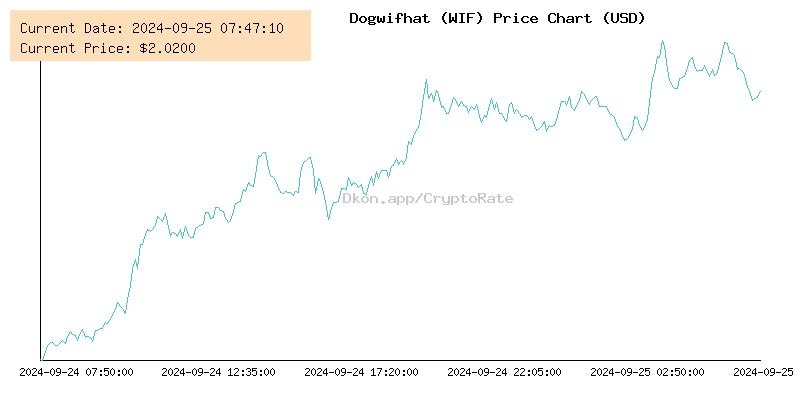 Dogwifhat (WIF) Price Chart (USD)
Current Date: 2024-09-25 07:47:10
Current Price: $2.0200
Dkon.app/CryptoRate
2024-09-24 07:50:00 2024-09-24 12:35:00 2024-09-24 17:20:00 2024-09-24 22:05:00 2024-09-25 02:50:00 2024-09-25